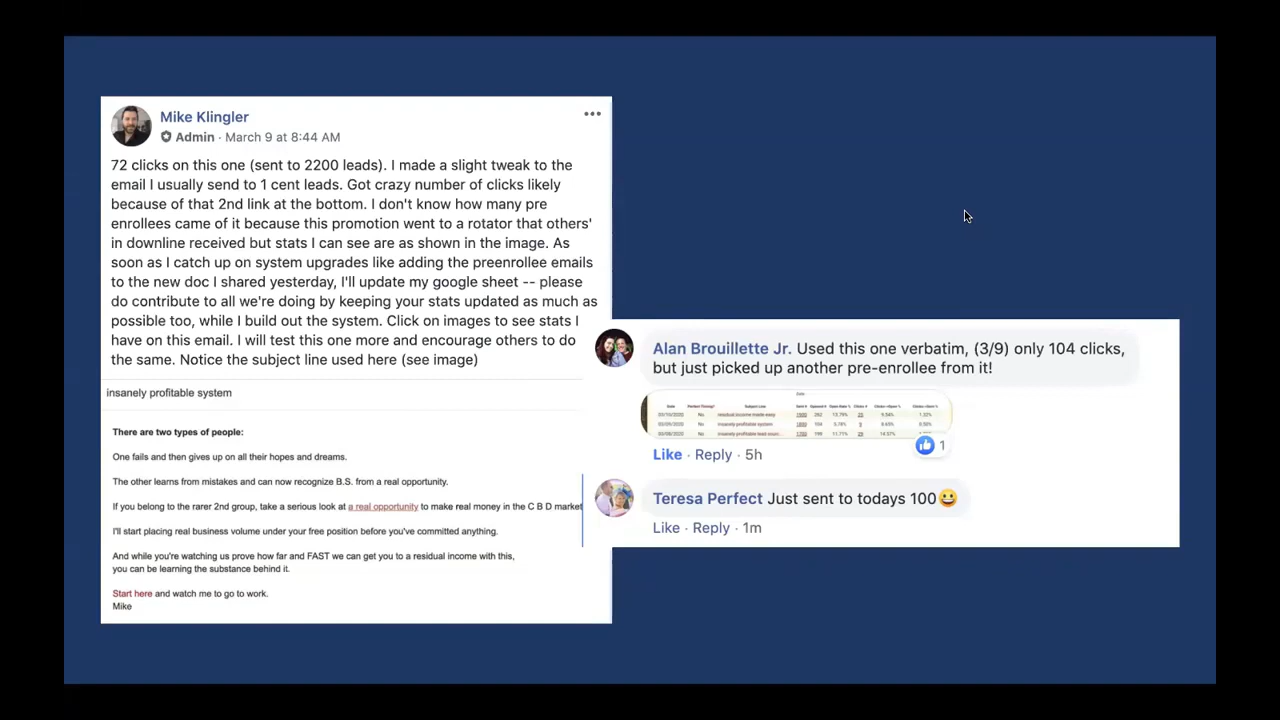 Mike Klingler
Admin · March 9 at 8:44 AM
72 clicks on this one (sent to 2200 leads). I made a slight tweak to the
email I usually send to 1 cent leads. Got crazy number of clicks likely
because of that 2nd link at the bottom. I don't know how many pre
enrollees came of it because this promotion went to a rotator that others'
in downline received but stats I can see are as shown in the image. As
soon as I catch up on system upgrades like adding the preenrollee emails
to the new doc I shared yesterday, I'll update my google sheet -- please
do contribute to all we're doing by keeping your stats updated as much as
possible too, while I build out the system. Click on images to see stats I
have on this email. I will test this one more and encourage others to do
the same. Notice the subject line used here (see image)
insanely profitable system
There are two types of people:
One fails and then gives up on all their hopes and dreams.
The other learns from mistakes and can now recognize B.S. from a real opportunity.
If you belong to the rarer 2nd group, take a serious look at a real opportunity to make real money in the C B D market
I'll start placing real business volume under your free position before you've committed anything.
And while you're watching us prove how far and FAST we can get you to a residual income with this,
you can be learning the substance behind it.
Start here and watch me to go to work.
Mike
Alan Brouillette Jr. Used this one verbatim, (3/9) only 104 clicks,
but just picked up another pre-enrollee from it!
Date Subject Line
residual income made easy
insanely profitable system
insanely profitable lead
Like · Reply · 5h
1
Teresa Perfect Just sent to todays 100😀
Like · Reply · 1m